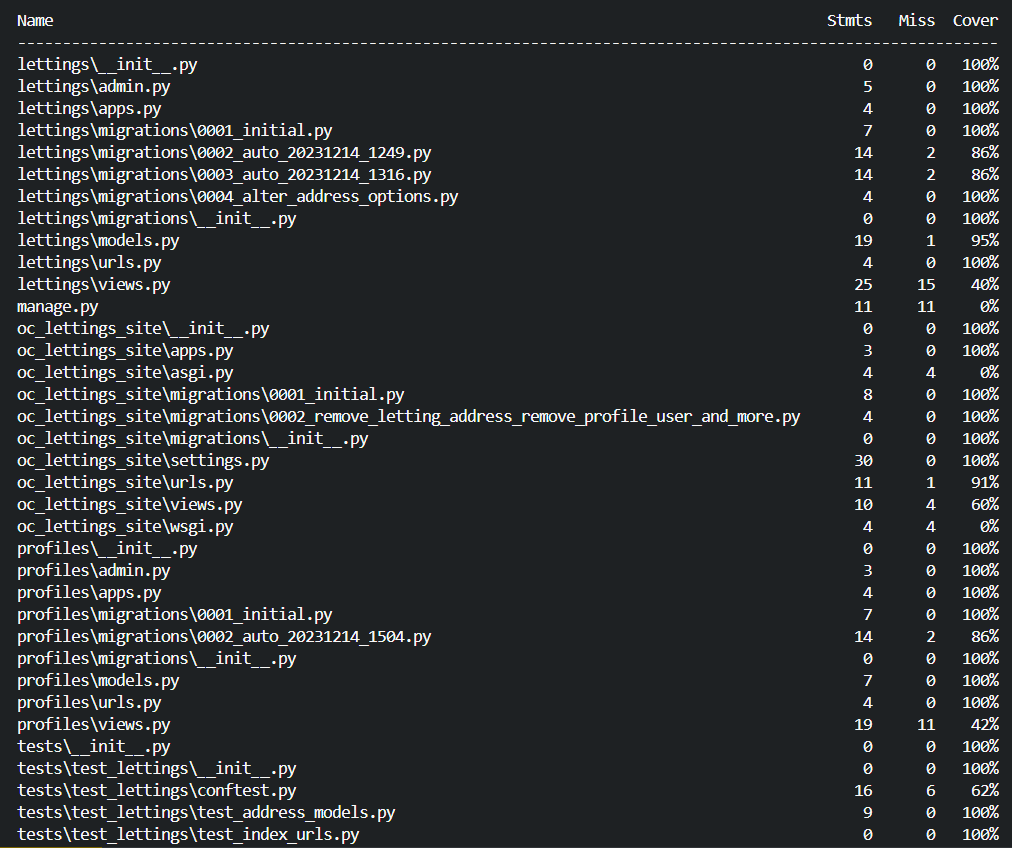 Name Stmts Miss Cover
-------------------------------------------------------------------------------------------------------------
lettings\__init__.py 0 0 100%
lettings\admin.py 5 0 100%
lettings\apps.py 4 0 100%
lettings\migrations\0001_initial.py 7 0 100%
lettings\migrations\0002_auto_20231214_1249.py 14 2 86%
lettings\migrations\0003_auto_20231214_1316.py 14 2 86%
lettings\migrations\0004_alter_address_options.py 4 0 100%
lettings\migrations\__init__.py 0 0 100%
lettings\models.py 19 1 95%
lettings\urls.py 4 0 100%
lettings\views.py 25 15 40%
manage.py 11 11 0%
oc_lettings_site\__init__.py 0 0 100%
oc_lettings_site\apps.py 3 0 100%
oc_lettings_site\asgi.py 4 4 0%
oc_lettings_site\migrations\0001_initial.py 8 0 100%
oc_lettings_site\migrations\0002_remove_letting_address_remove_profile_user_and_more.py 4 0 100%
oc_lettings_site\migrations\__init__.py 0 0 100%
oc_lettings_site\settings.py 30 0 100%
oc_lettings_site\urls.py 11 1 91%
oc_lettings_site\views.py 10 4 60%
oc_lettings_site\wsgi.py 4 4 0%
profiles\__init__.py 0 0 100%
profiles\admin.py 3 0 100%
profiles\apps.py 4 0 100%
profiles\migrations\0001_initial.py 7 0 100%
profiles\migrations\0002_auto_20231214_1504.py 14 2 86%
profiles\migrations\__init__.py 0 0 100%
profiles\models.py 7 0 100%
profiles\urls.py 4 0 100%
profiles\views.py 19 11 42%
tests\__init__.py 0 0 100%
tests\test_lettings\__init__.py 0 0 100%
tests\test_lettings\conftest.py 16 6 62%
tests\test_lettings\test_address_models.py 9 0 100%
tests\test_lettings\test_index_urls.py 0 0 100%